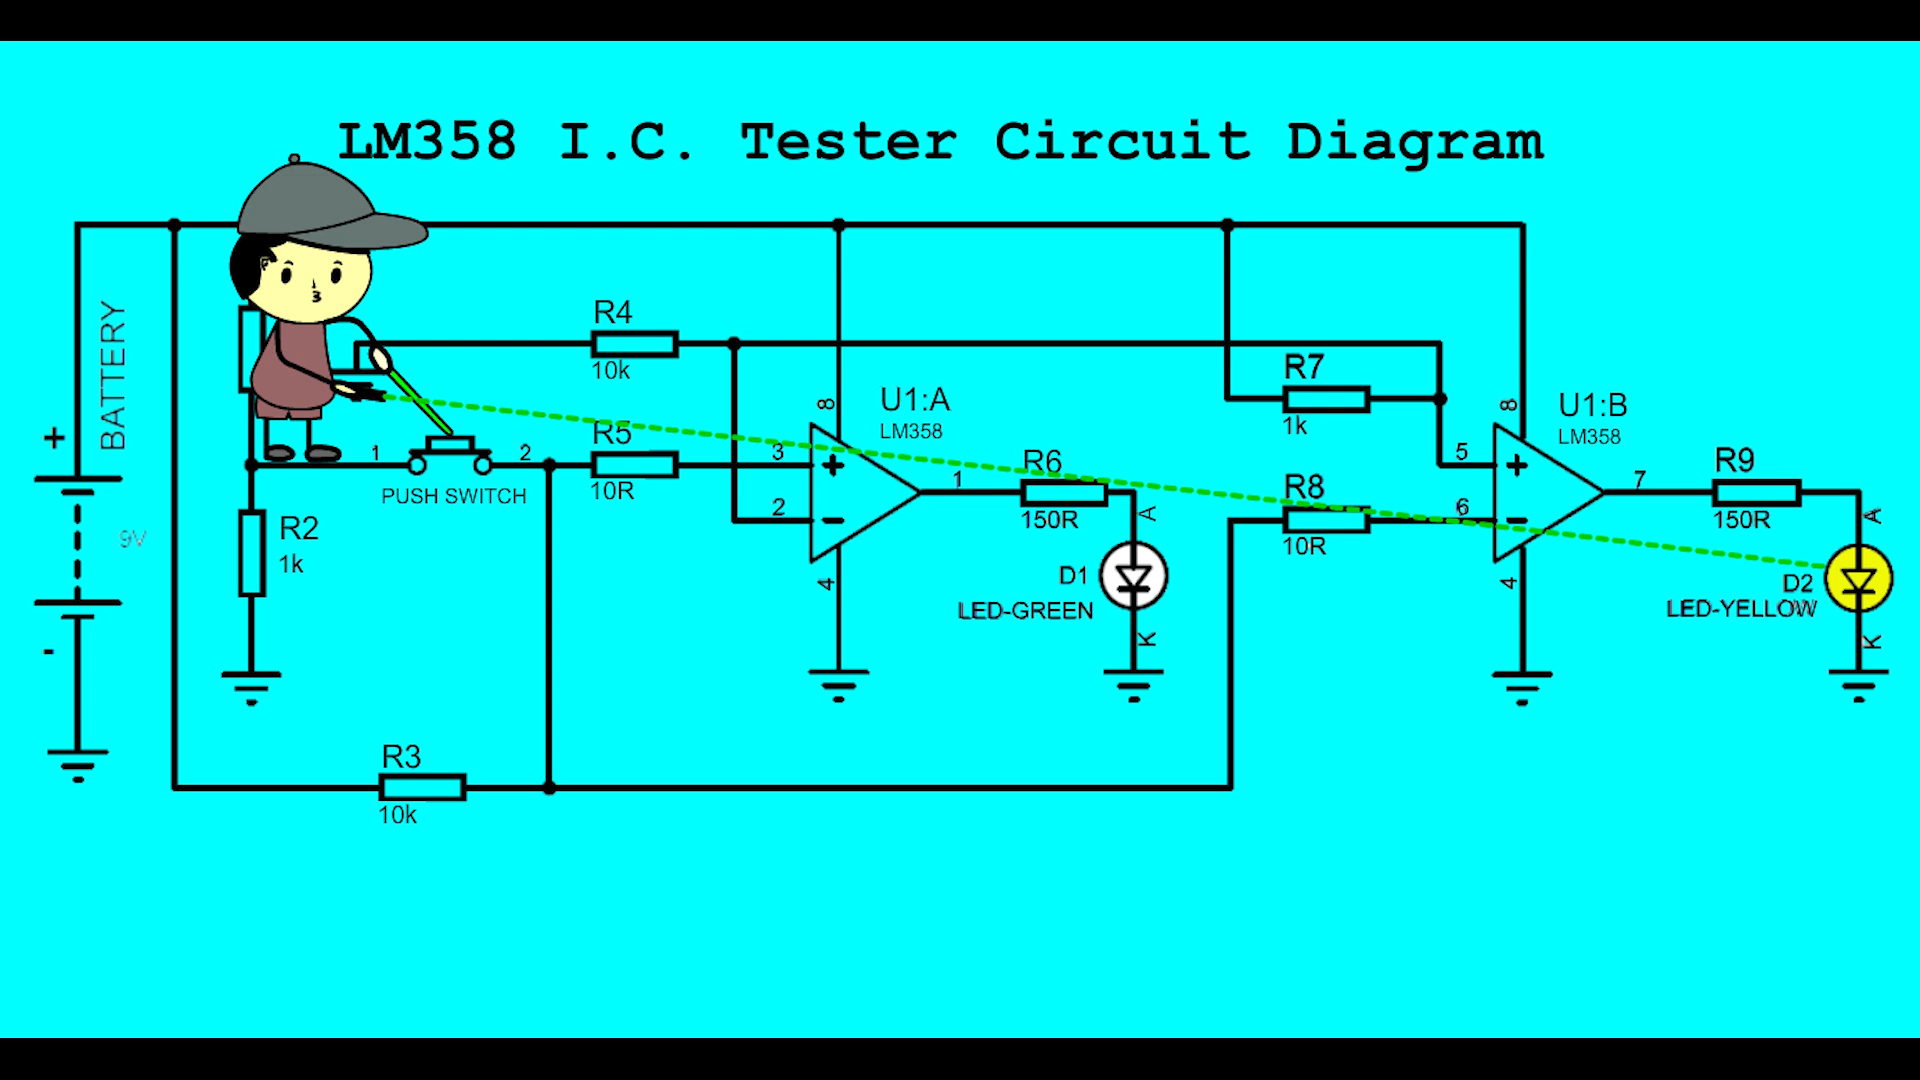 LM358 I.C. Tester Circuit Diagram
BATTERY
+
9V
-
R4
10k
R7
1k
8
U1:A
LM358
8
U1:B
LM358
1
2
PUSH SWITCH
R5
10R
3
2
+
-
1
4
R6
150R
A
D1
LED-GREEN
K
R8
10R
5
6
+
-
7
4
R9
150R
A
D2
LED-YELLOW
K
R2
1k
R3
10k